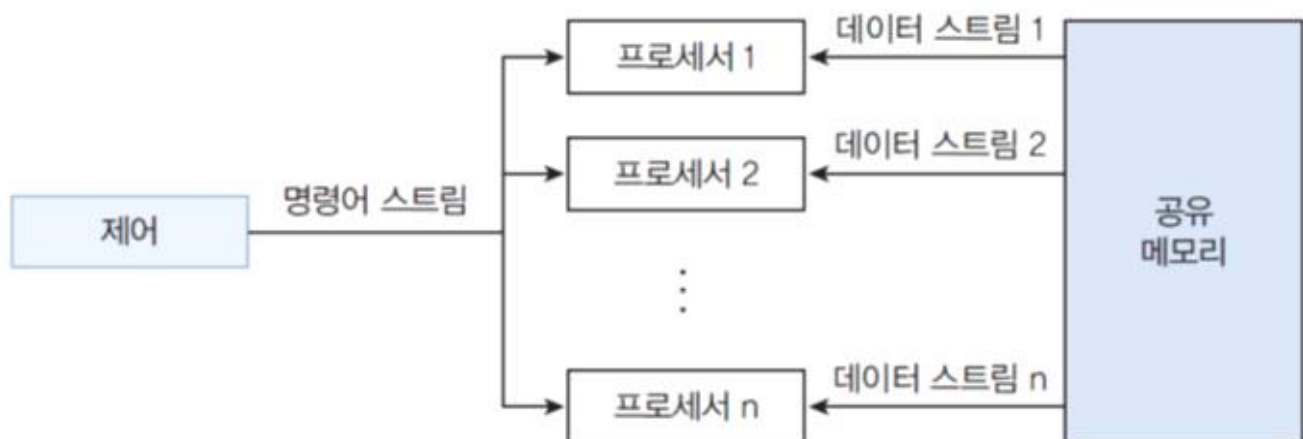 데이터 스트림 1
프로세서 1
데이터 스트림 2
프로세서 2
명령어 스트림
제어
공유
메모리
⋮
데이터 스트림 n
프로세서 n